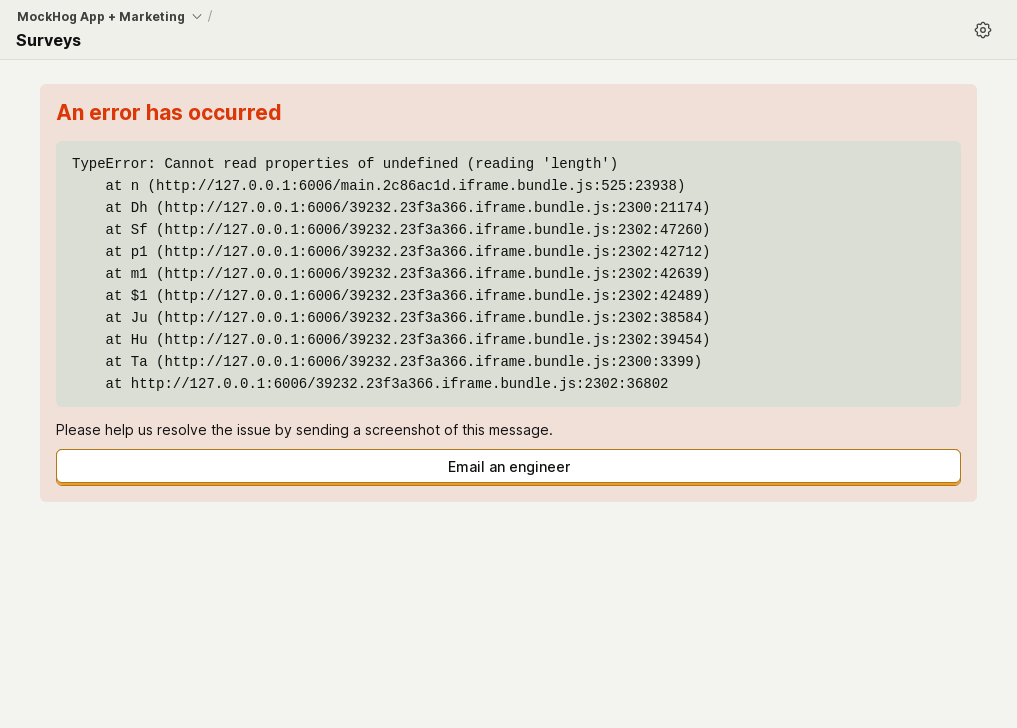 MockHog App + Marketing /
Surveys
An error has occurred
TypeError: Cannot read properties of undefined (reading 'length')
    at n (http://127.0.0.1:6006/main.2c86ac1d.iframe.bundle.js:525:23938)
    at Dh (http://127.0.0.1:6006/39232.23f3a366.iframe.bundle.js:2300:21174)
    at Sf (http://127.0.0.1:6006/39232.23f3a366.iframe.bundle.js:2302:47260)
    at p1 (http://127.0.0.1:6006/39232.23f3a366.iframe.bundle.js:2302:42712)
    at m1 (http://127.0.0.1:6006/39232.23f3a366.iframe.bundle.js:2302:42639)
    at $1 (http://127.0.0.1:6006/39232.23f3a366.iframe.bundle.js:2302:42489)
    at Ju (http://127.0.0.1:6006/39232.23f3a366.iframe.bundle.js:2302:38584)
    at Hu (http://127.0.0.1:6006/39232.23f3a366.iframe.bundle.js:2302:39454)
    at Ta (http://127.0.0.1:6006/39232.23f3a366.iframe.bundle.js:2300:3399)
    at http://127.0.0.1:6006/39232.23f3a366.iframe.bundle.js:2302:36802
Please help us resolve the issue by sending a screenshot of this message.
Email an engineer